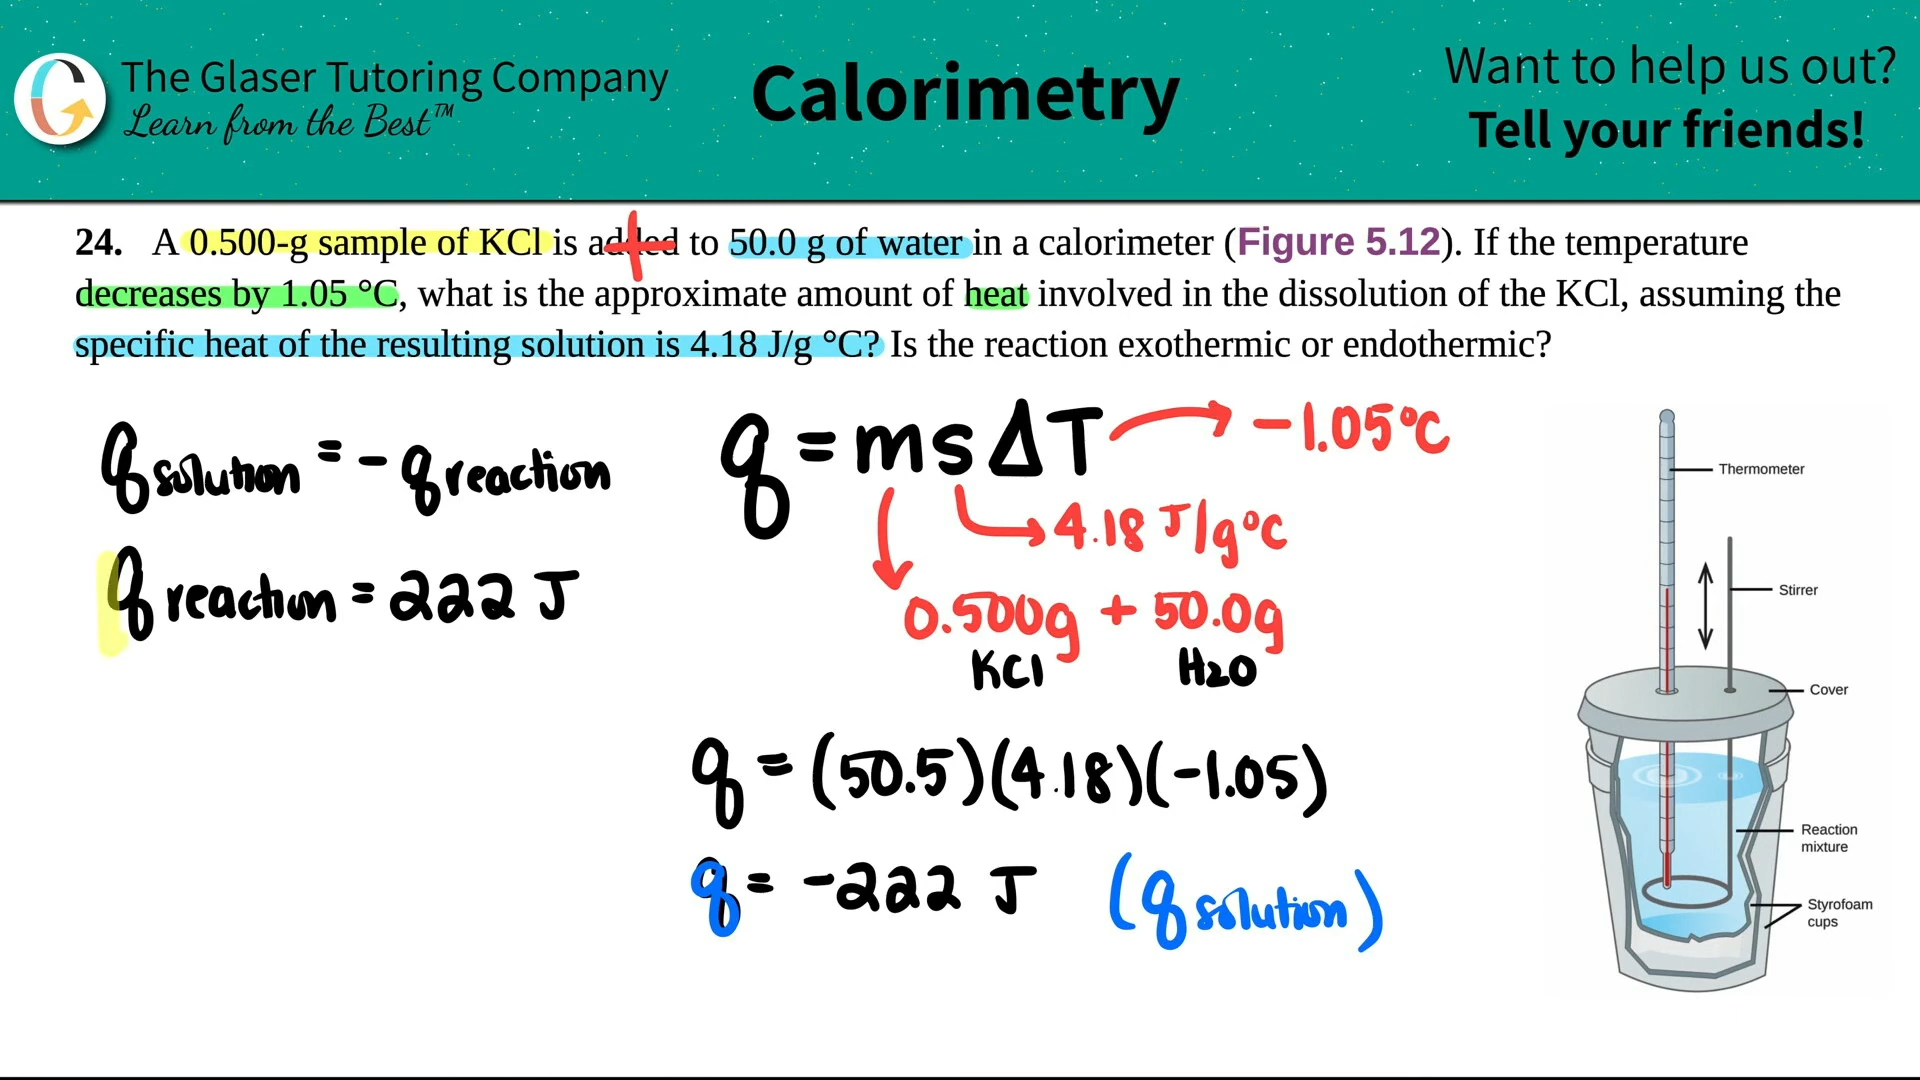 The Glaser Tutoring Company
Learn from the Best™
Calorimetry
Want to help us out?
Tell your friends!
24. A 0.500-g sample of KCl is added to 50.0 g of water in a calorimeter (Figure 5.12). If the temperature
decreases by 1.05 °C, what is the approximate amount of heat involved in the dissolution of the KCl, assuming the
specific heat of the resulting solution is 4.18 J/g °C? Is the reaction exothermic or endothermic?
q solution = - q reaction
q reaction = 222 J
q = msΔT
-1.05°C
4.18 J/g°C
0.500g + 50.0g
KCl H2O
q = (50.5)(4.18)(-1.05)
q = -222 J (q solution)
Thermometer
Stirrer
Cover
Reaction
mixture
Styrofoam
cups